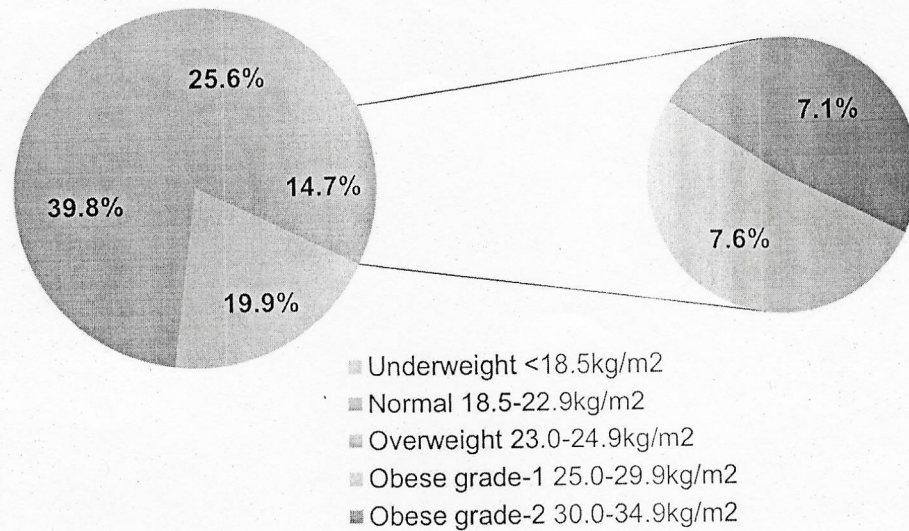 25.6%
14.7%
39.8%
19.9%
7.1%
7.6%
Underweight <18.5kg/m2
Normal 18.5-22.9kg/m2
Overweight 23.0-24.9kg/m2
Obese grade-1 25.0-29.9kg/m2
Obese grade-2 30.0-34.9kg/m2